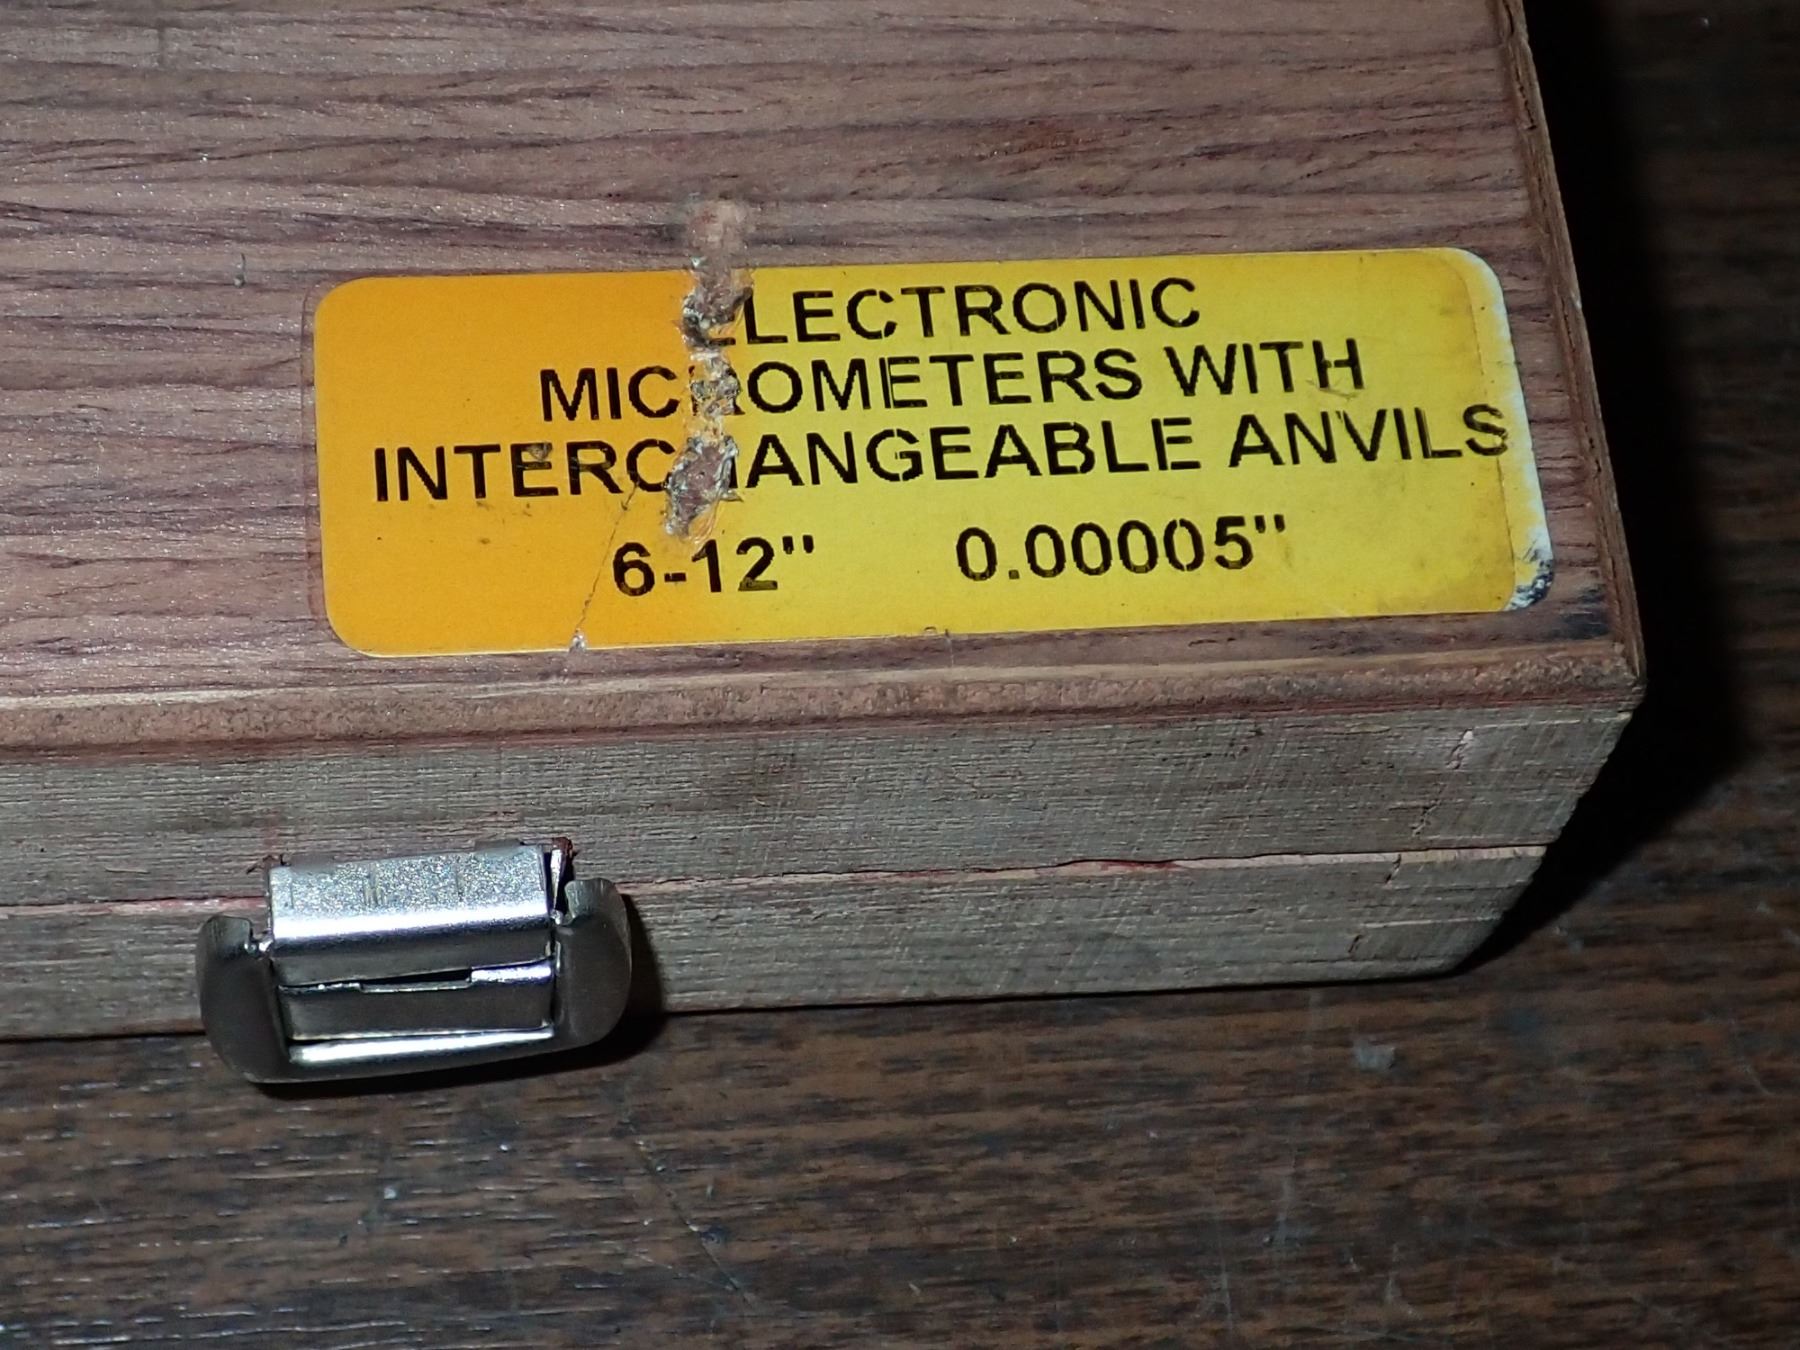 ELECTRONIC
MICROMETERS WITH
INTERCHANGEABLE ANVILS
6-12" 0.00005"